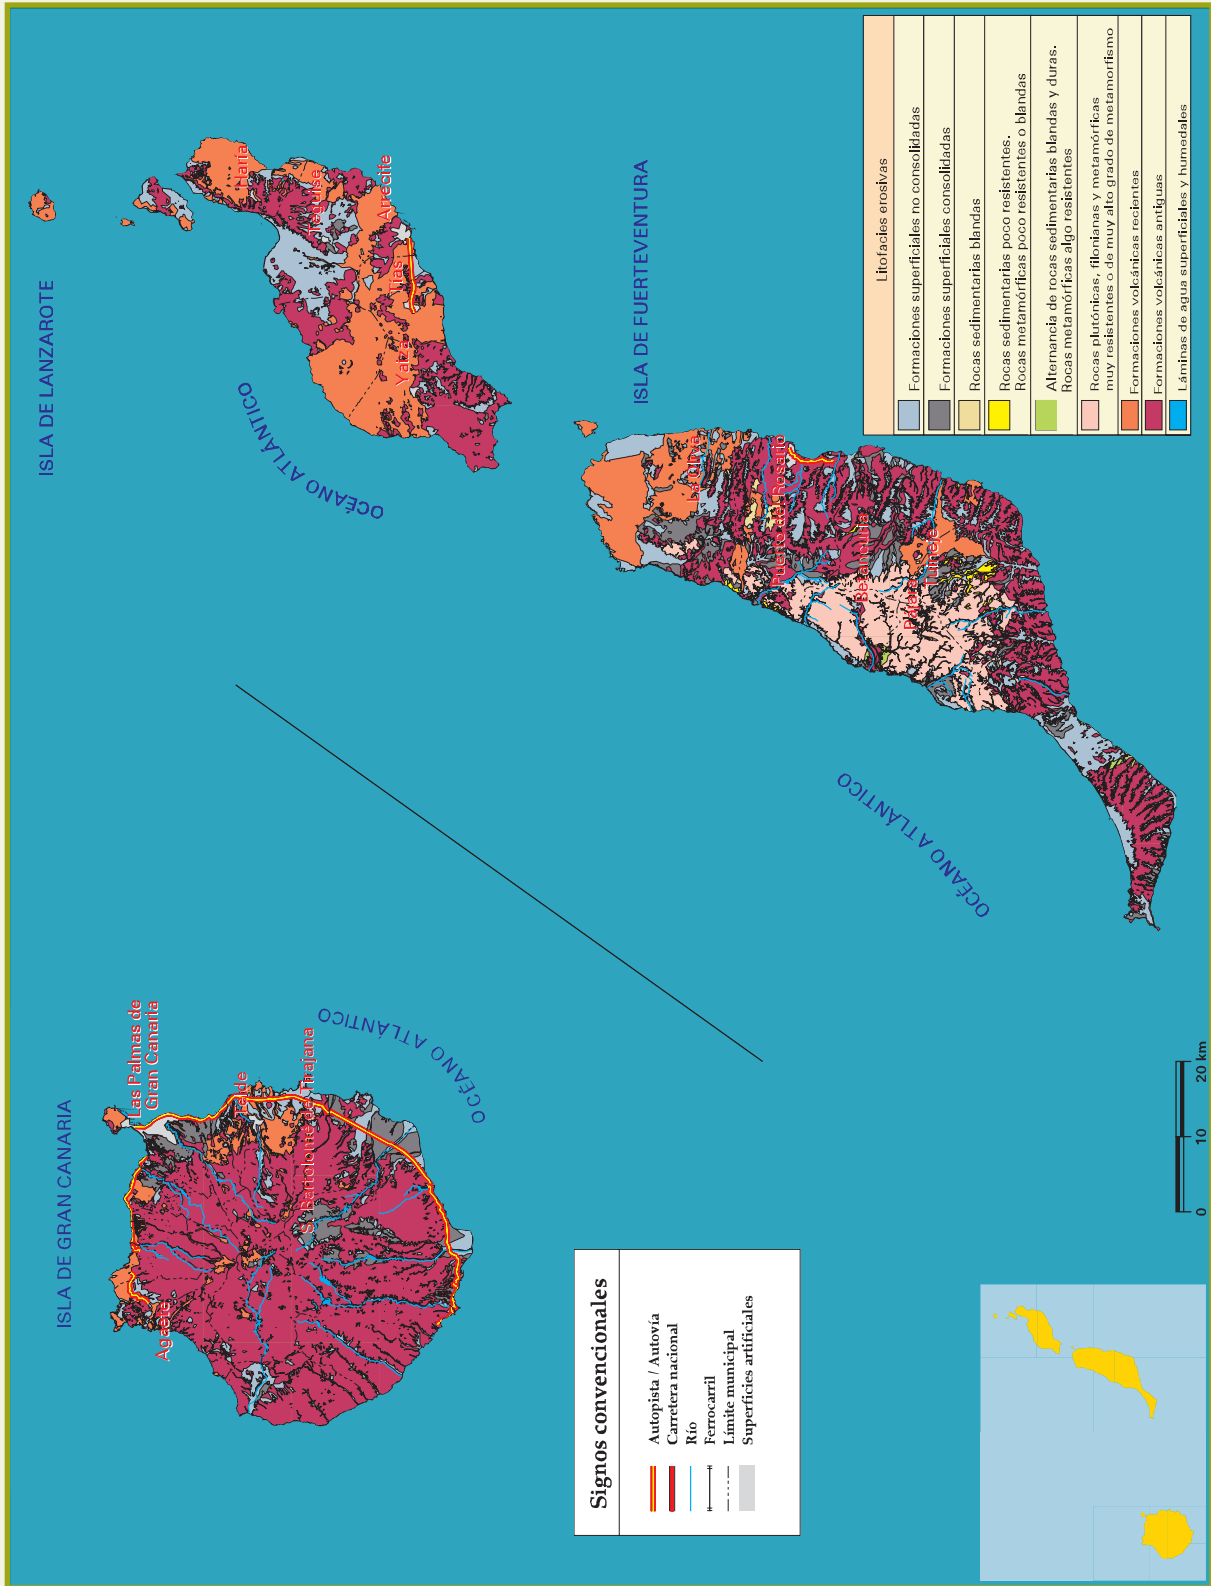 ISLA DE LANZAROTE
Haría
Teguise
Arrecife
Tías
Yaiza
OCÉANO ATLÁNTICO
ISLA DE FUERTEVENTURA
La Oliva
Puerto del Rosario
Betancuria
Pájara
Tuineje
OCÉANO ATLÁNTICO
ISLA DE GRAN CANARIA
Las Palmas de
Gran Canaria
Telde
S. Bartolomé de Tirajana
Agaete
OCÉANO ATLÁNTICO
Litofacies erosivas
Formaciones superficiales no consolidadas
Formaciones superficiales consolidadas
Rocas sedimentarias blandas
Rocas sedimentarias poco resistentes.
Rocas metamórficas poco resistentes o blandas
Alternancia de rocas sedimentarias blandas y duras.
Rocas metamórficas algo resistentes
Rocas plutónicas, filonianas y metamórficas
muy resistentes o de muy alto grado de metamorfismo
Formaciones volcánicas recientes
Formaciones volcánicas antiguas
Láminas de agua superficiales y humedales
Signos convencionales
Autopista / Autovía
Carretera nacional
Río
Ferrocarril
Límite municipal
Superficies artificiales
0 10 20 km